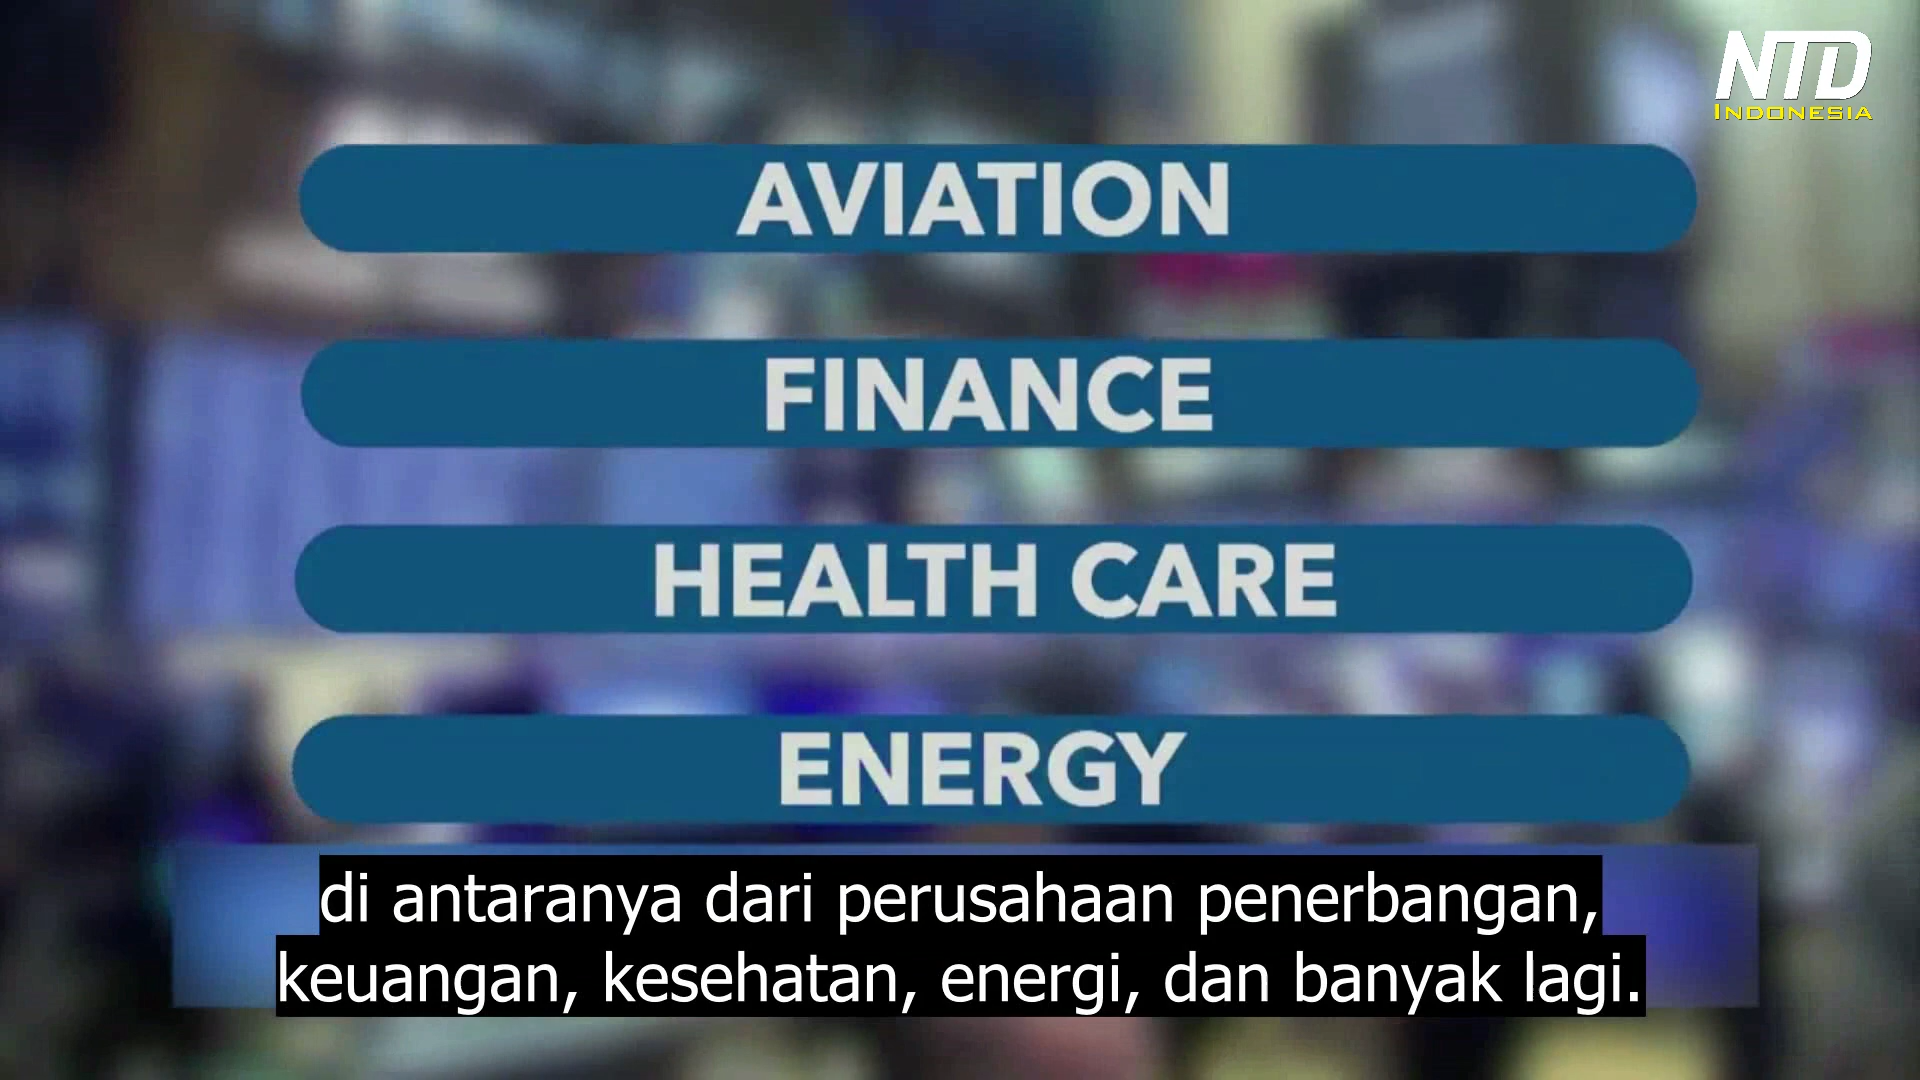 NTD
INDONESIA
AVIATION
FINANCE
HEALTH CARE
ENERGY
di antaranya dari perusahaan penerbangan,
keuangan, kesehatan, energi, dan banyak lagi.